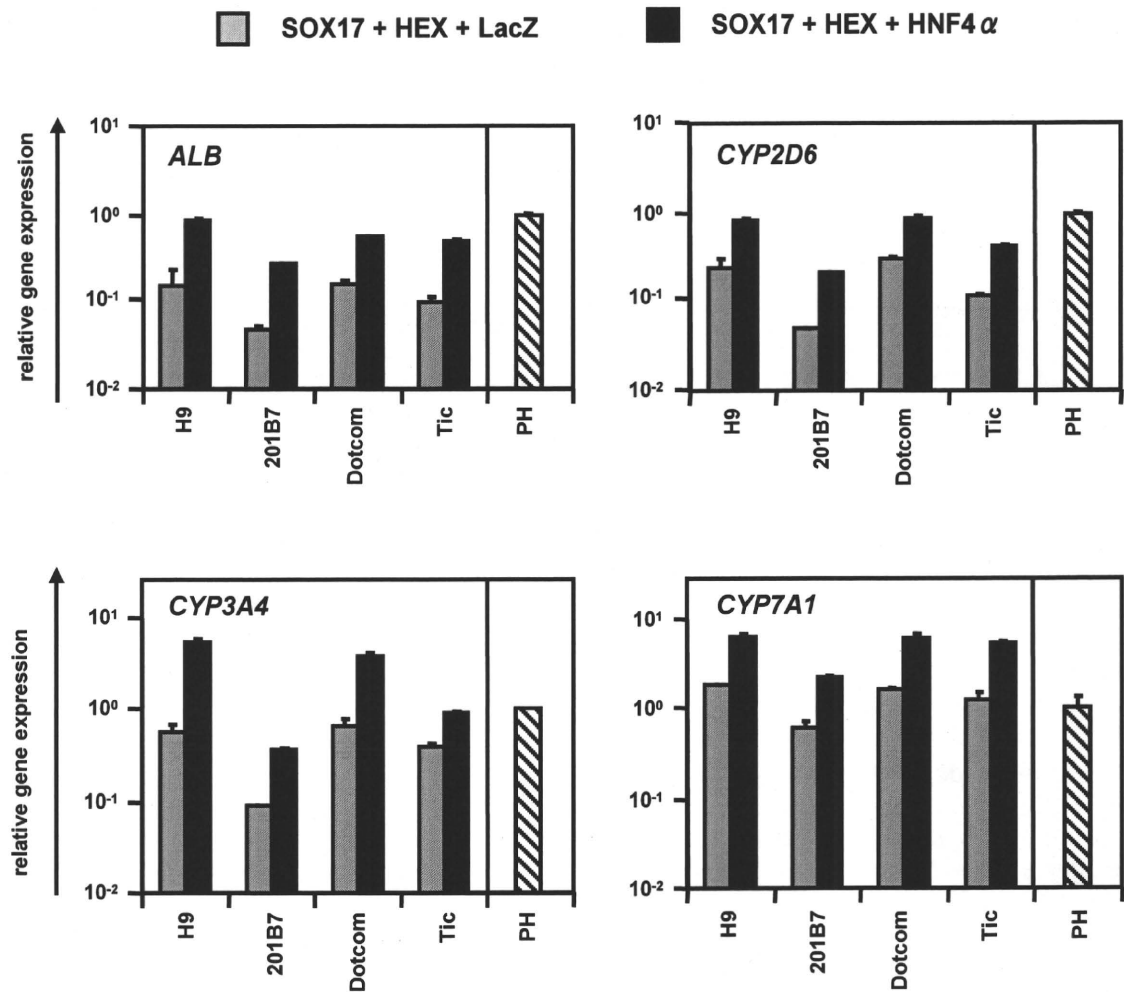 SOX17 + HEX + LacZ
SOX17 + HEX + HNF4α
relative gene expression
10¹
10⁰
10⁻¹
10⁻²
ALB
H9
201B7
Dotcom
Tic
PH
10¹
10⁰
10⁻¹
10⁻²
CYP2D6
H9
201B7
Dotcom
Tic
PH
relative gene expression
10¹
10⁰
10⁻¹
10⁻²
CYP3A4
H9
201B7
Dotcom
Tic
PH
10¹
10⁰
10⁻¹
10⁻²
CYP7A1
H9
201B7
Dotcom
Tic
PH